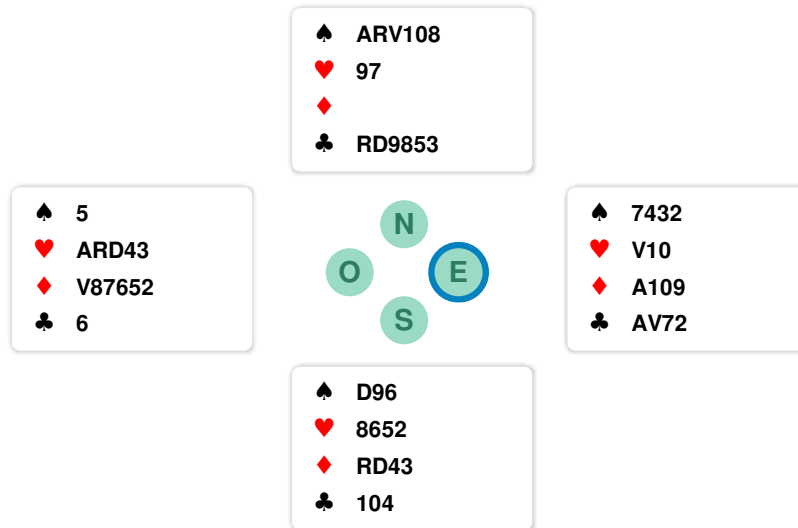 ♠ ARV108
♥ 97
♦
♣ RD9853
♠ 5
♥ ARD43
♦ V87652
♣ 6
N
O
E
S
♠ 7432
♥ V10
♦ A109
♣ AV72
♠ D96
♥ 8652
♦ RD43
♣ 104